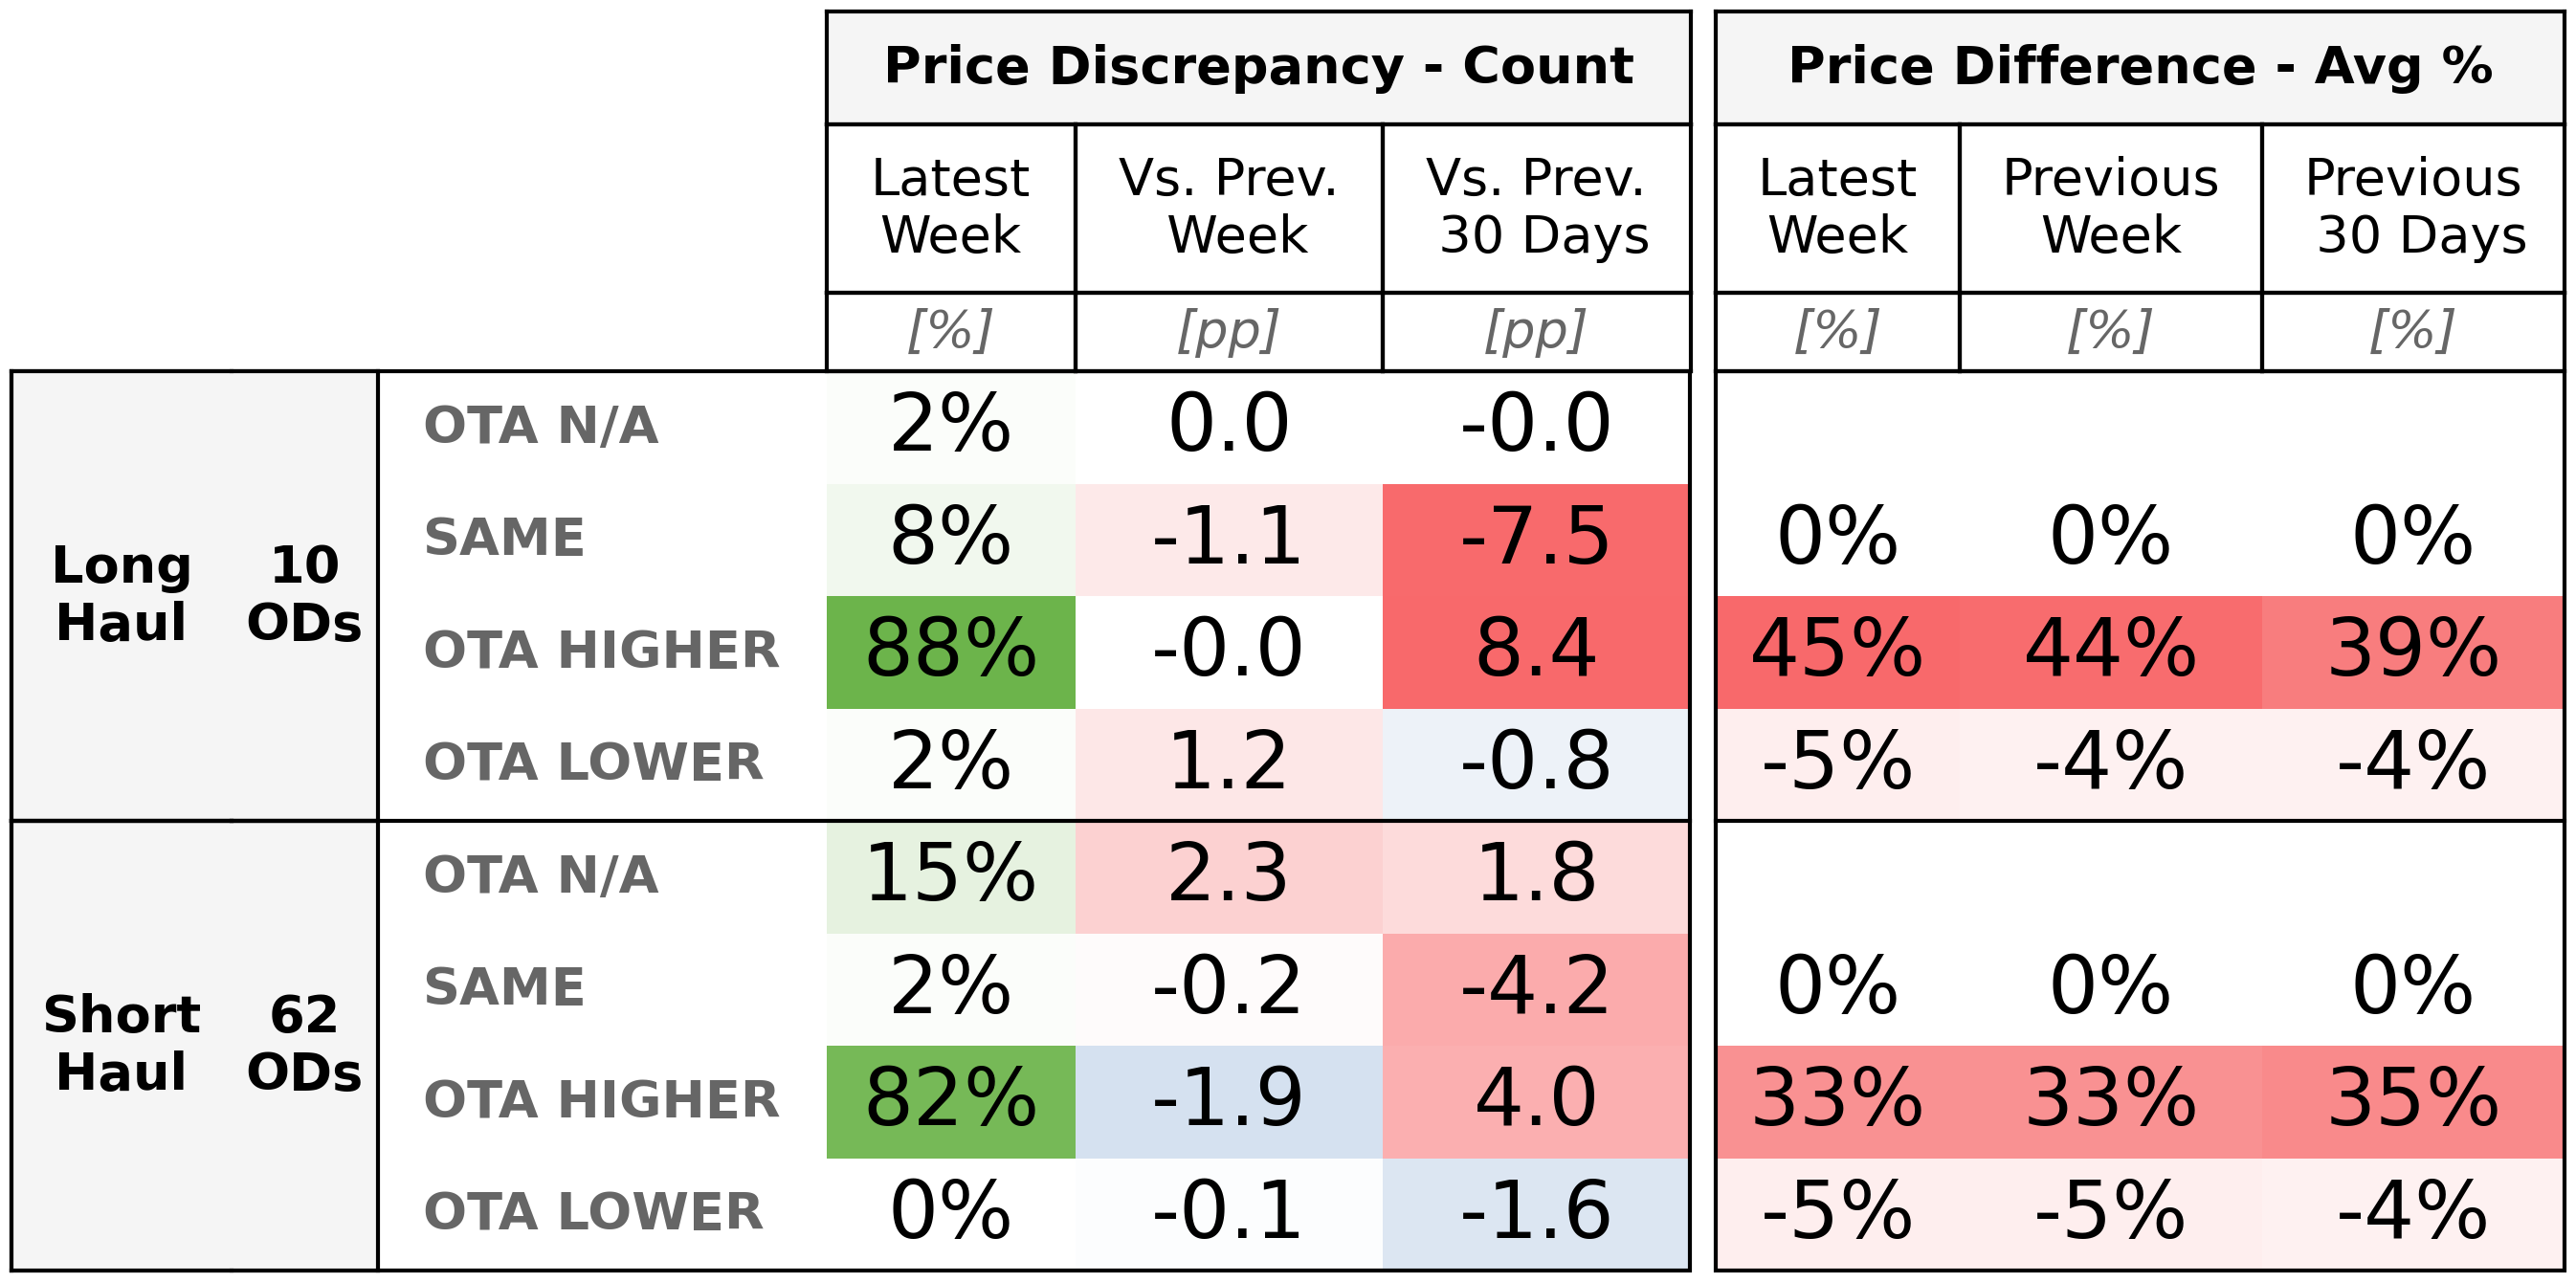 Price Discrepancy - Count Price Difference - Avg %
Latest Week Vs. Prev. Week Vs. Prev. 30 Days Latest Week Previous Week Previous 30 Days
[%] [pp] [pp] [%] [%] [%]
Long Haul 10 ODs
OTA N/A 2% 0.0 -0.0
SAME 8% -1.1 -7.5 0% 0% 0%
OTA HIGHER 88% -0.0 8.4 45% 44% 39%
OTA LOWER 2% 1.2 -0.8 -5% -4% -4%
Short Haul 62 ODs
OTA N/A 15% 2.3 1.8
SAME 2% -0.2 -4.2 0% 0% 0%
OTA HIGHER 82% -1.9 4.0 33% 33% 35%
OTA LOWER 0% -0.1 -1.6 -5% -5% -4%